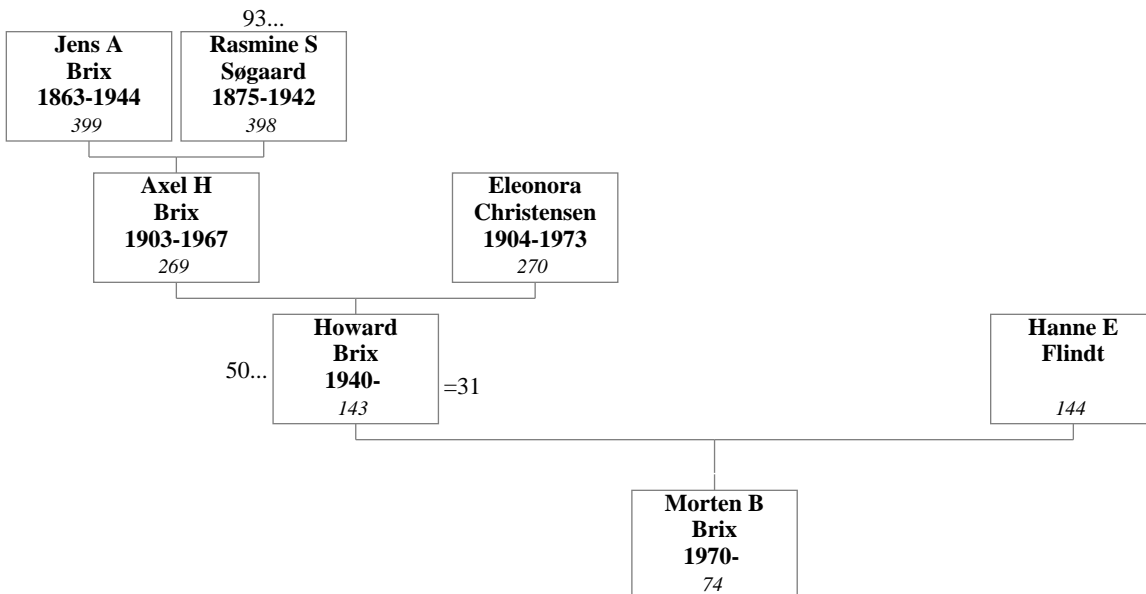 93...
Jens A
Brix
1863-1944
399
Rasmine S
Søgaard
1875-1942
398
Axel H
Brix
1903-1967
269
Eleonora
Christensen
1904-1973
270
50...
Howard
Brix
1940-
143
=31
Hanne E
Flindt
144
Morten B
Brix
1970-
74